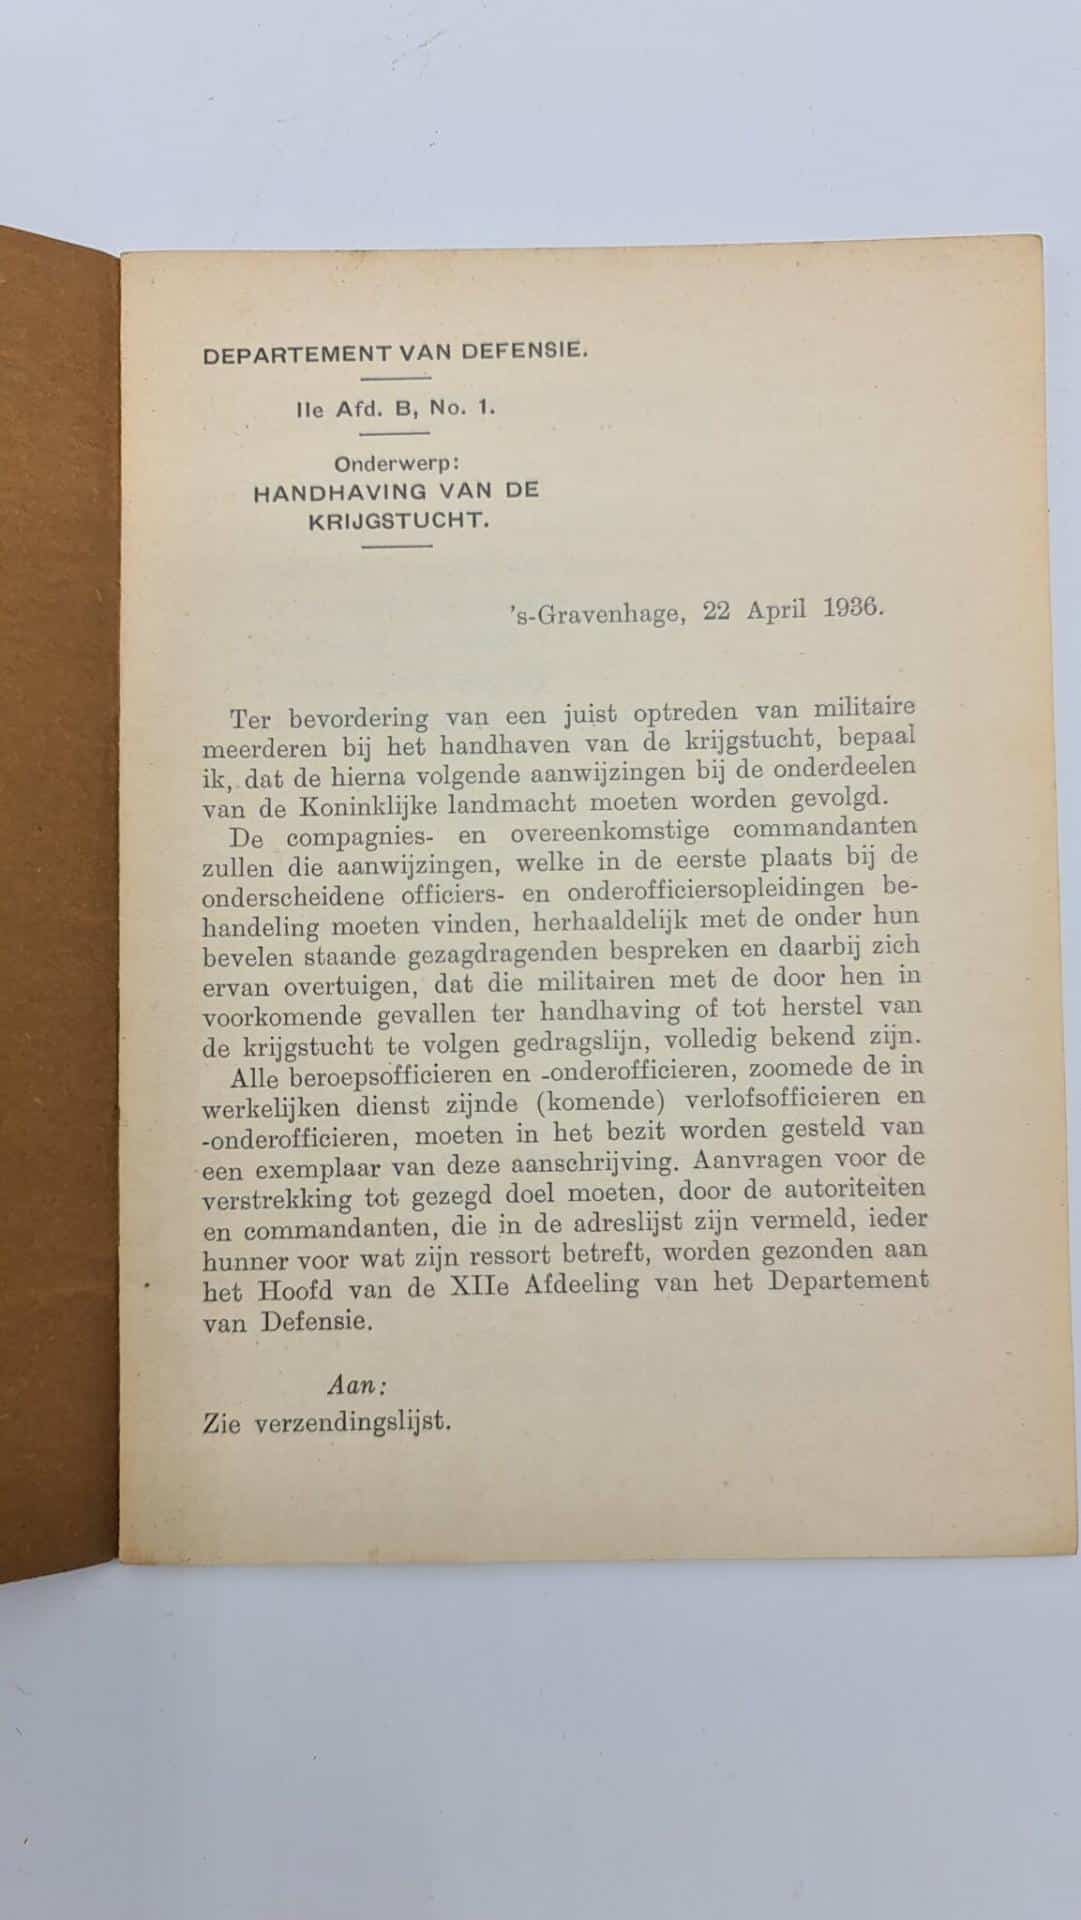 DEPARTEMENT VAN DEFENSIE.
IIe Afd. B, No. 1.
Onderwerp:
HANDHAVING VAN DE
KRIJGSTUCHT.
's-Gravenhage, 22 April 1936.
Ter bevordering van een juist optreden van militaire
meerderen bij het handhaven van de krijgstucht, bepaal
ik, dat de hierna volgende aanwijzingen bij de onderdeelen
van de Koninklijke landmacht moeten worden gevolgd.
De compagnies- en overeenkomstige commandanten
zullen die aanwijzingen, welke in de eerste plaats bij de
onderscheidene officiers- en onderofficiersopleidingen be-
handeling moeten vinden, herhaaldelijk met de onder hun
bevelen staande gezagdragenden bespreken en daarbij zich
ervan overtuigen, dat die militairen met de door hen in
voorkomende gevallen ter handhaving of tot herstel van
de krijgstucht te volgen gedragslijn, volledig bekend zijn.
Alle beroepsofficieren en -onderofficieren, zoomede de in
werkelijken dienst zijnde (komende) verlofsofficieren en
-onderofficieren, moeten in het bezit worden gesteld van
een exemplaar van deze aanschrijving. Aanvragen voor de
verstrekking tot gezegd doel moeten, door de autoriteiten
en commandanten, die in de adreslijst zijn vermeld, ieder
hunner voor wat zijn ressort betreft, worden gezonden aan
het Hoofd van de XIIe Afdeeling van het Departement
van Defensie.
Aan:
Zie verzendingslijst.